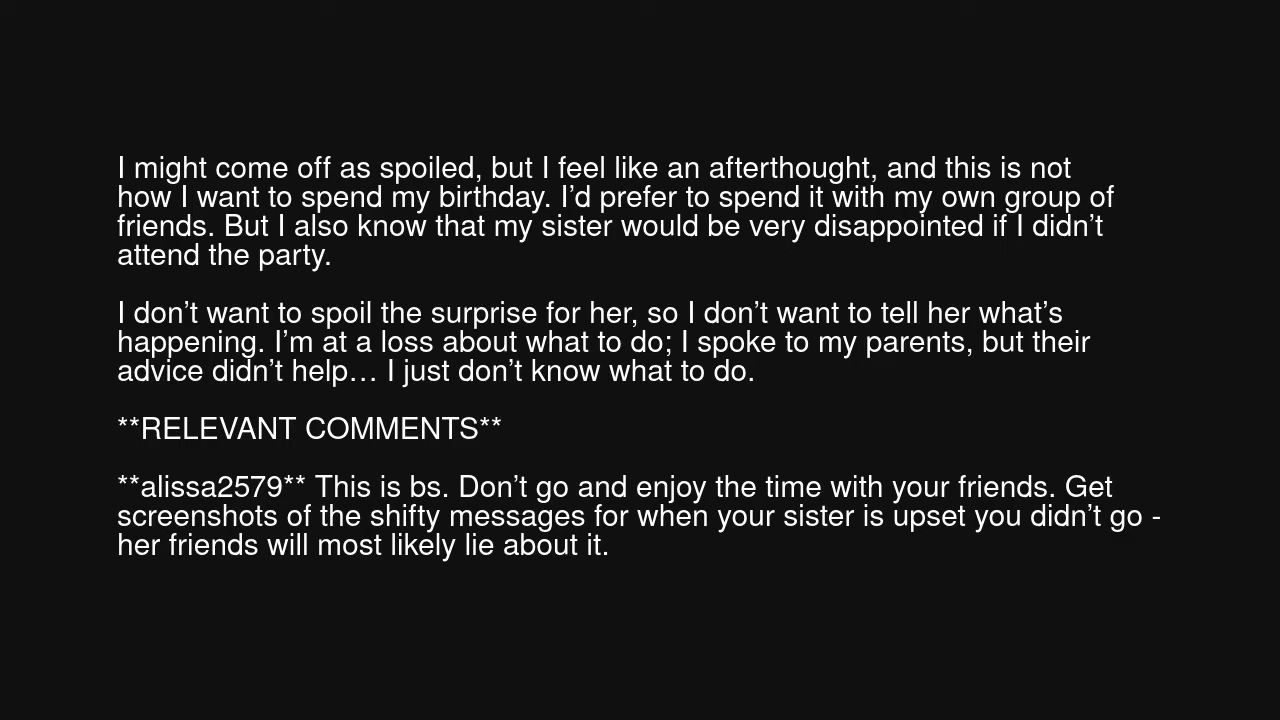 I might come off as spoiled, but I feel like an afterthought, and this is not
how I want to spend my birthday. I’d prefer to spend it with my own group of
friends. But I also know that my sister would be very disappointed if I didn’t
attend the party.
I don’t want to spoil the surprise for her, so I don’t want to tell her what’s
happening. I’m at a loss about what to do; I spoke to my parents, but their
advice didn’t help… I just don’t know what to do.
**RELEVANT COMMENTS**
**alissa2579** This is bs. Don’t go and enjoy the time with your friends. Get
screenshots of the shifty messages for when your sister is upset you didn’t go -
her friends will most likely lie about it.